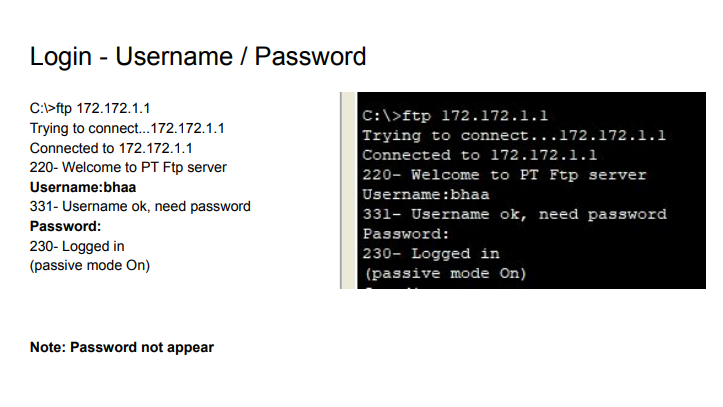 Login - Username / Password
C:\>ftp 172.172.1.1
Trying to connect...172.172.1.1
Connected to 172.172.1.1
220- Welcome to PT Ftp server
Username:bhaa
331- Username ok, need password
Password:
230- Logged in
(passive mode On)
Note: Password not appear
C:\>ftp 172.172.1.1
Trying to connect...172.172.1.1
Connected to 172.172.1.1
220- Welcome to PT Ftp server
Username:bhaa
331- Username ok, need password
Password:
230- Logged in
(passive mode On)